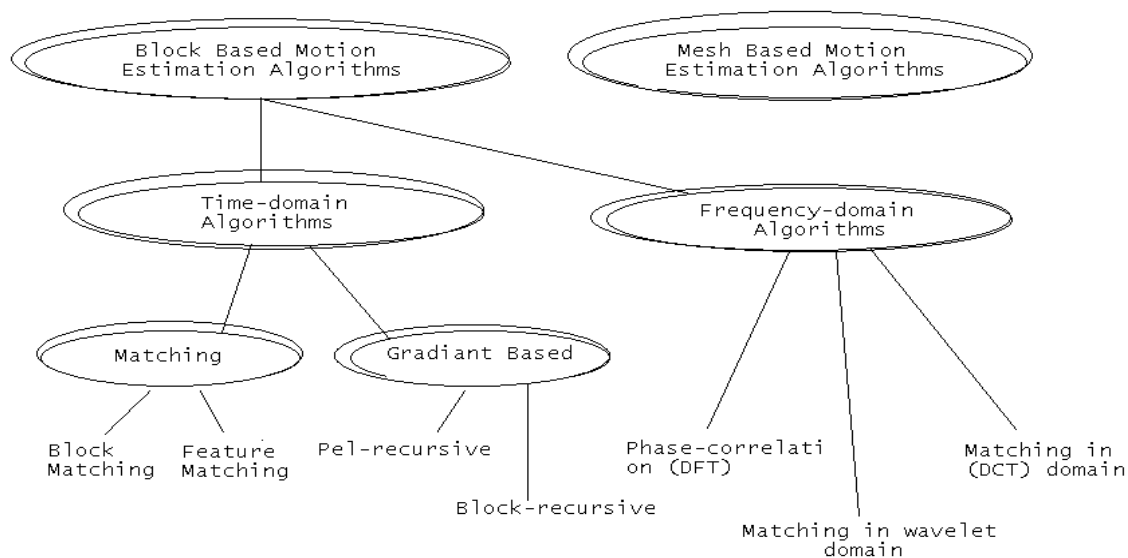 Block Based Motion
Estimation Algorithms
Mesh Based Motion
Estimation Algorithms
Time-domain
Algorithms
Frequency-domain
Algorithms
Matching
Gradiant Based
Block
Matching
Feature
Matching
Pel-recursive
Block-recursive
Phase-correlati
on (DFT)
Matching in
(DCT) domain
Matching in wavelet
domain